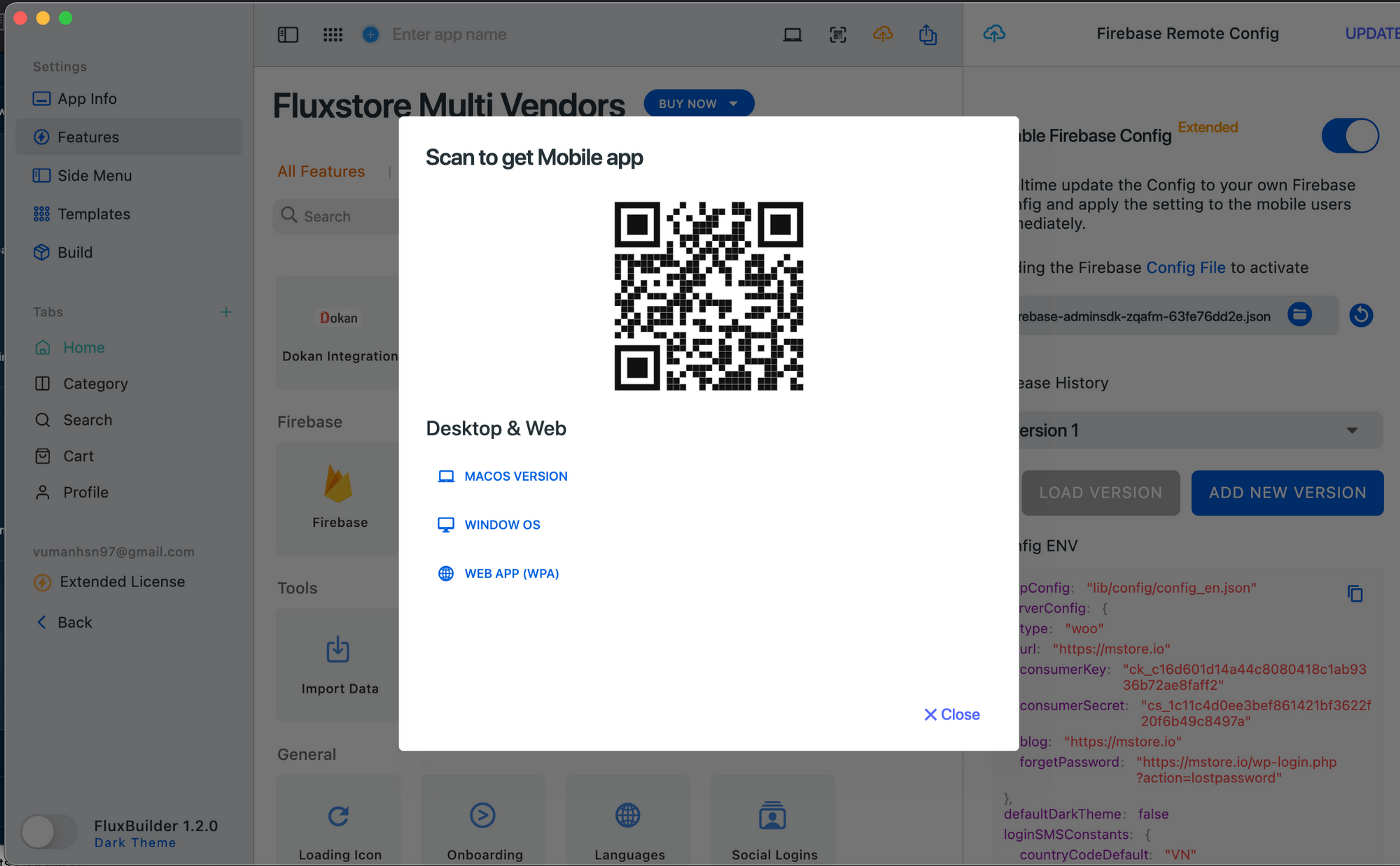 Settings
App Info
Features
Side Menu
Templates
Build
Tabs
+
Home
Category
Search
Cart
Profile
vumanhsn97@gmail.com
Extended License
Back
FluxBuilder 1.2.0
Dark Theme
Enter app name
Fluxstore Multi Vendors
BUY NOW
All Features |
Search
Dokan
Dokan Integration
Firebase
Firebase
Tools
Import Data
General
Loading Icon
Onboarding
Languages
Social Logins
Scan to get Mobile app
Desktop & Web
MACOS VERSION
WINDOW OS
WEB APP (WPA)
Close
Firebase Remote Config
UPDATE
ble Firebase Config Extended
ltime update the Config to your own Firebase
fig and apply the setting to the mobile users
mediately.
ding the Firebase Config File to activate
rebase-adminsdk-zqafm-63fe76dd2e.json
ease History
ersion 1
LOAD VERSION
ADD NEW VERSION
fig ENV
pConfig: "lib/config/config_en.json"
rverConfig: {
type: "woo"
url: "https://mstore.io"
consumerKey: "ck_c16d601d14a44c8080418c1ab93
36b72ae8faff2"
consumerSecret: "cs_1c11c4d0ee3bef861421bf3622f
20f6b49c8497a"
blog: "https://mstore.io"
forgetPassword: "https://mstore.io/wp-login.php
?action=lostpassword"
},
defaultDarkTheme: false
loginSMSConstants: {
countryCodeDefault: "VN"